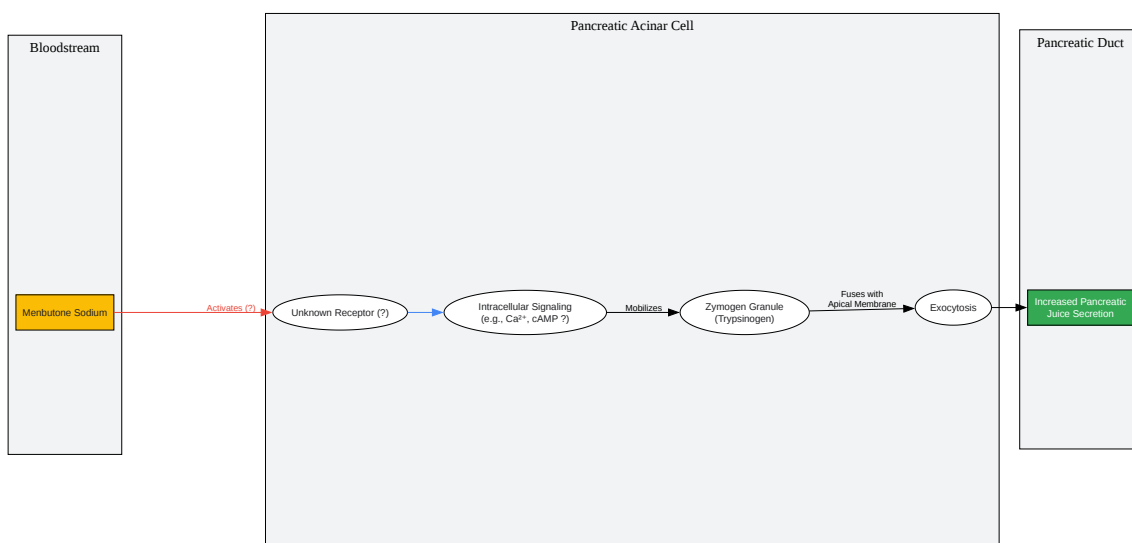 Pancreatic Acinar Cell
Bloodstream
Pancreatic Duct
Menbutone Sodium
Activates (?)
Unknown Receptor (?)
Intracellular Signaling
(e.g., Ca²⁺, cAMP ?)
Mobilizes
Zymogen Granule
(Trypsinogen)
Fuses with
Apical Membrane
Exocytosis
Increased Pancreatic
Juice Secretion